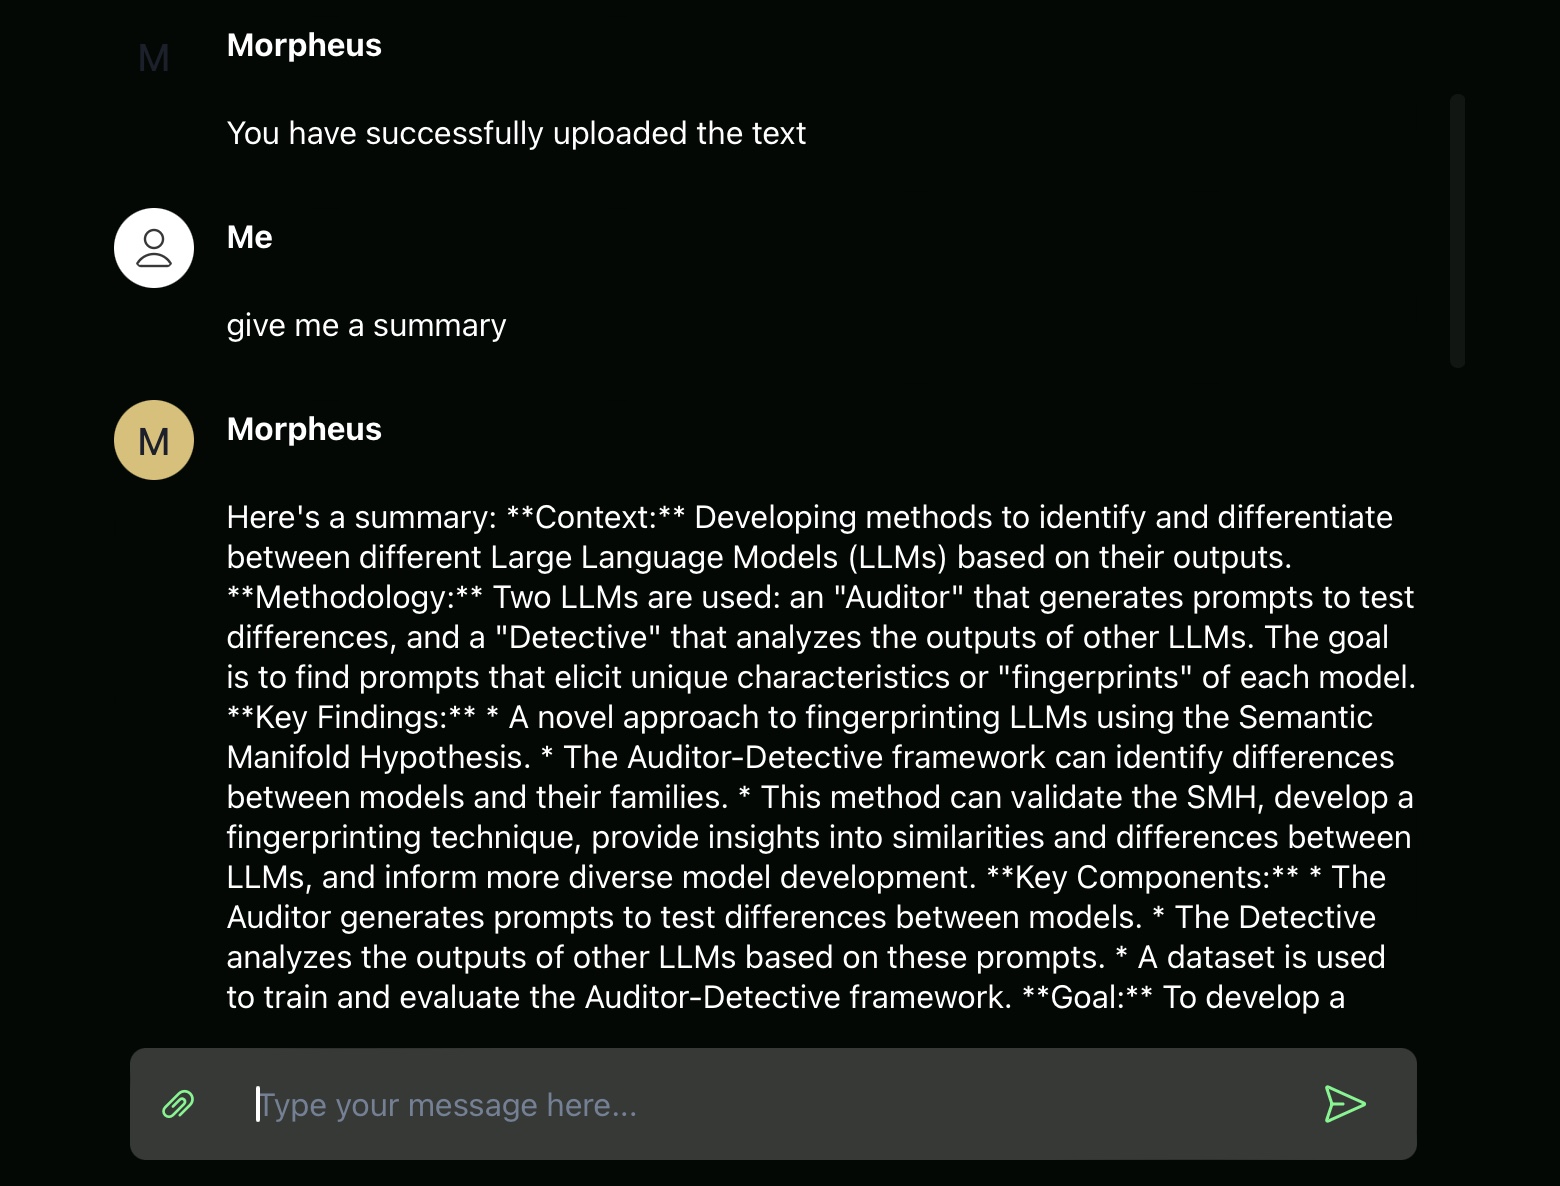 M
Morpheus
You have successfully uploaded the text
Me
give me a summary
M
Morpheus
Here's a summary: **Context:** Developing methods to identify and differentiate
between different Large Language Models (LLMs) based on their outputs.
**Methodology:** Two LLMs are used: an "Auditor" that generates prompts to test
differences, and a "Detective" that analyzes the outputs of other LLMs. The goal
is to find prompts that elicit unique characteristics or "fingerprints" of each model.
**Key Findings:** * A novel approach to fingerprinting LLMs using the Semantic
Manifold Hypothesis. * The Auditor-Detective framework can identify differences
between models and their families. * This method can validate the SMH, develop a
fingerprinting technique, provide insights into similarities and differences between
LLMs, and inform more diverse model development. **Key Components:** * The
Auditor generates prompts to test differences between models. * The Detective
analyzes the outputs of other LLMs based on these prompts. * A dataset is used
to train and evaluate the Auditor-Detective framework. **Goal:** To develop a
Type your message here...